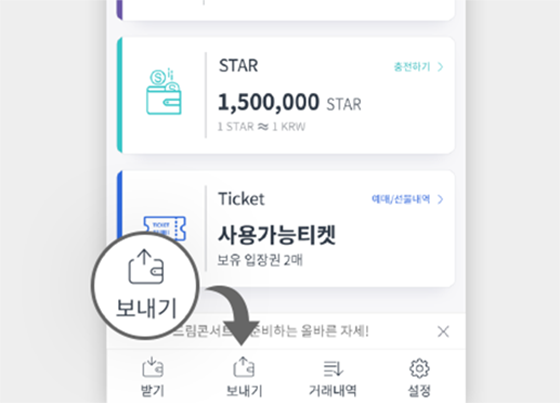 STAR
충전하기 >
1,500,000 STAR
1 STAR ≈ 1 KRW
Ticket
예매/선물내역 >
TICKET
사용가능티켓
보유 입장권 2매
보내기
드림콘서트 준비하는 올바른 자세!
받기
보내기
거래내역
설정